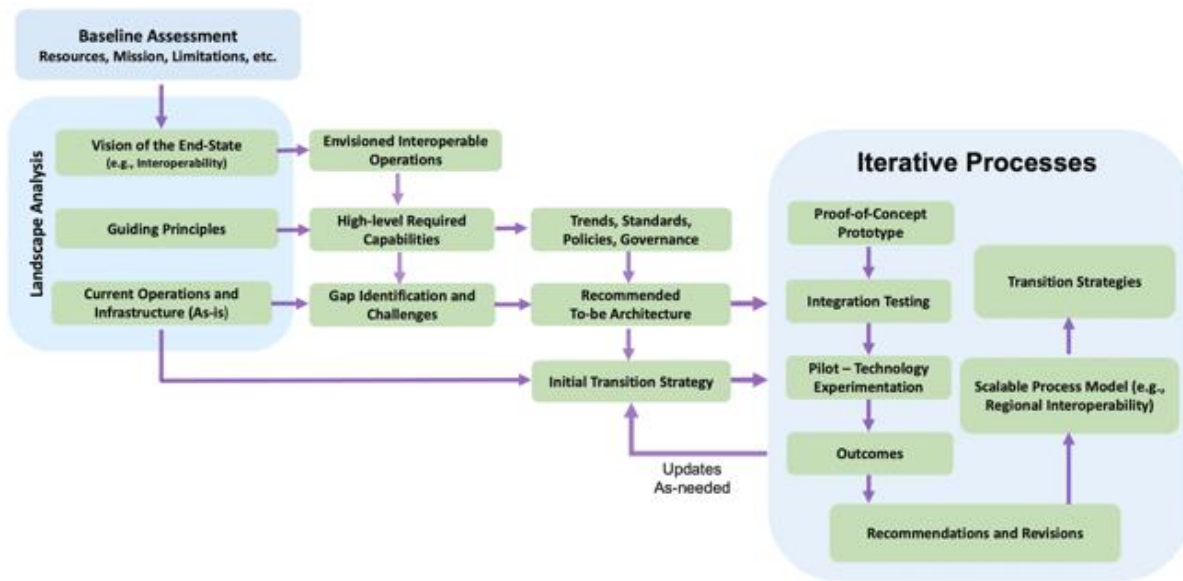 Baseline Assessment
Resources, Mission, Limitations, etc.
Landscape Analysis
Vision of the End-State
(e.g., Interoperability)
Envisioned Interoperable
Operations
Guiding Principles
High-level Required
Capabilities
Trends, Standards,
Policies, Governance
Current Operations and
Infrastructure (As-is)
Gap Identification and
Challenges
Recommended
To-be Architecture
Initial Transition Strategy
Updates
As-needed
Iterative Processes
Proof-of-Concept
Prototype
Integration Testing
Pilot – Technology
Experimentation
Outcomes
Recommendations and Revisions
Scalable Process Model (e.g.,
Regional Interoperability)
Transition Strategies